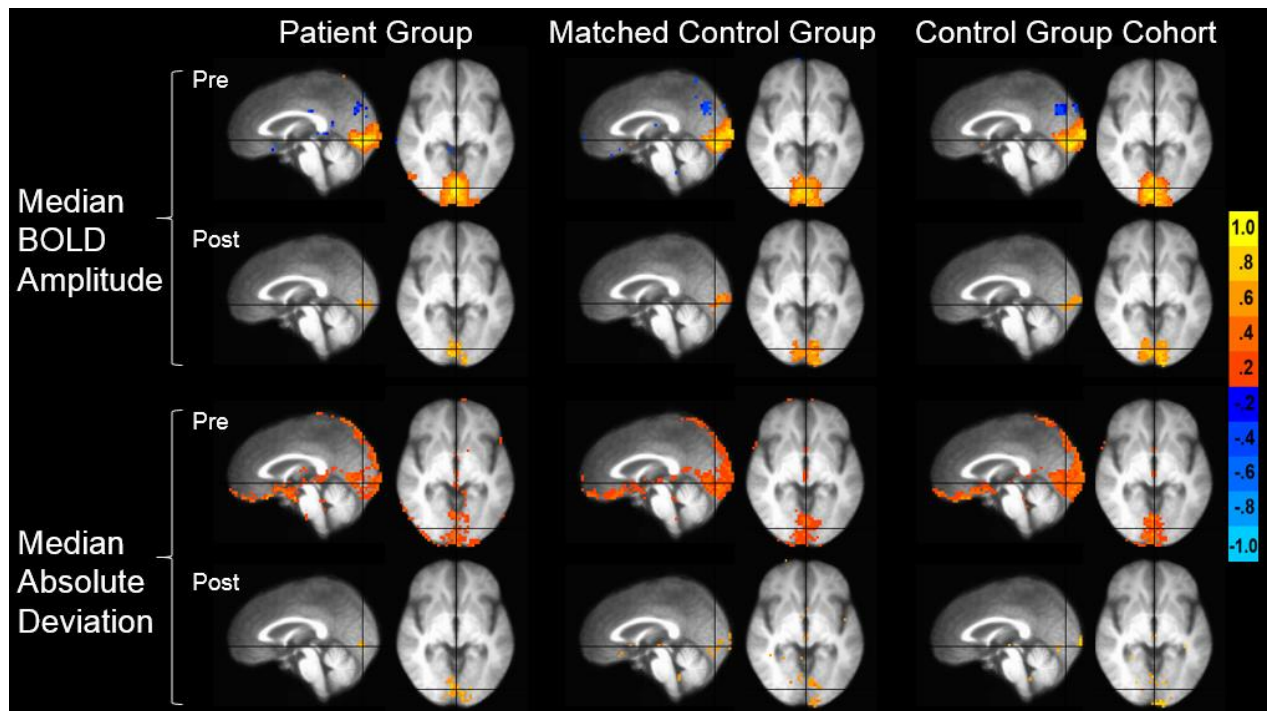 Patient Group
Matched Control Group
Control Group Cohort
Pre
Median
BOLD
Amplitude
Post
1.0
.8
.6
.4
.2
-.2
-.4
-.6
-.8
-1.0
Pre
Median
Absolute
Deviation
Post